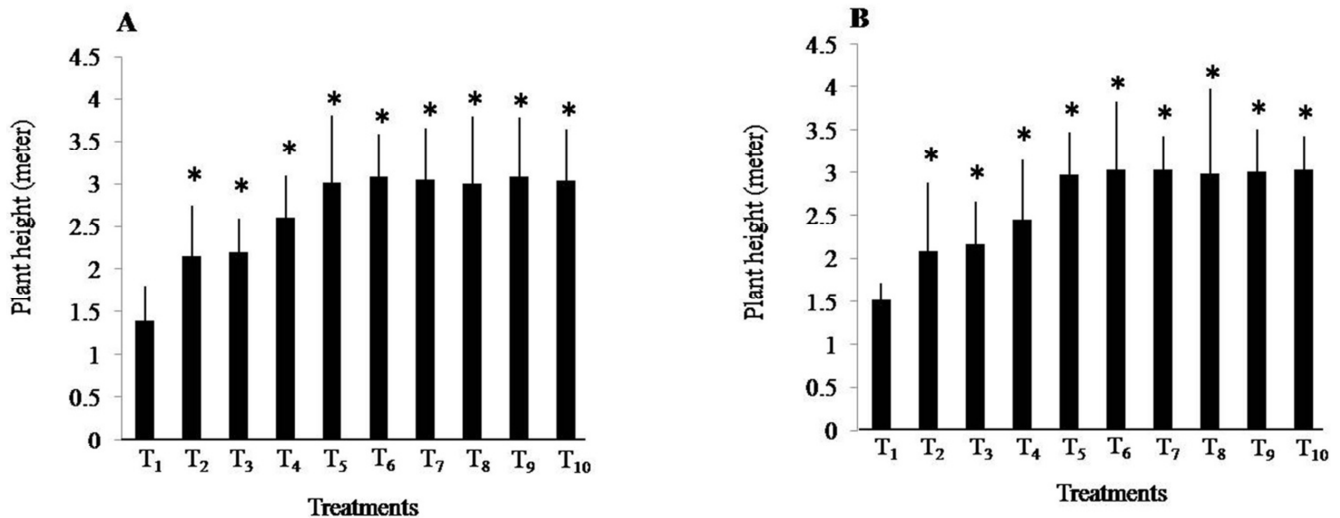 A
Plant height (meter)
4.5
4
3.5
3
2.5
2
1.5
1
0.5
0
* * * * * * * * *
T₁ T₂ T₃ T₄ T₅ T₆ T₇ T₈ T₉ T₁₀
Treatments
B
Plant height (meter)
4.5
4
3.5
3
2.5
2
1.5
1
0.5
0
* * * * * * * * *
T₁ T₂ T₃ T₄ T₅ T₆ T₇ T₈ T₉ T₁₀
Treatments